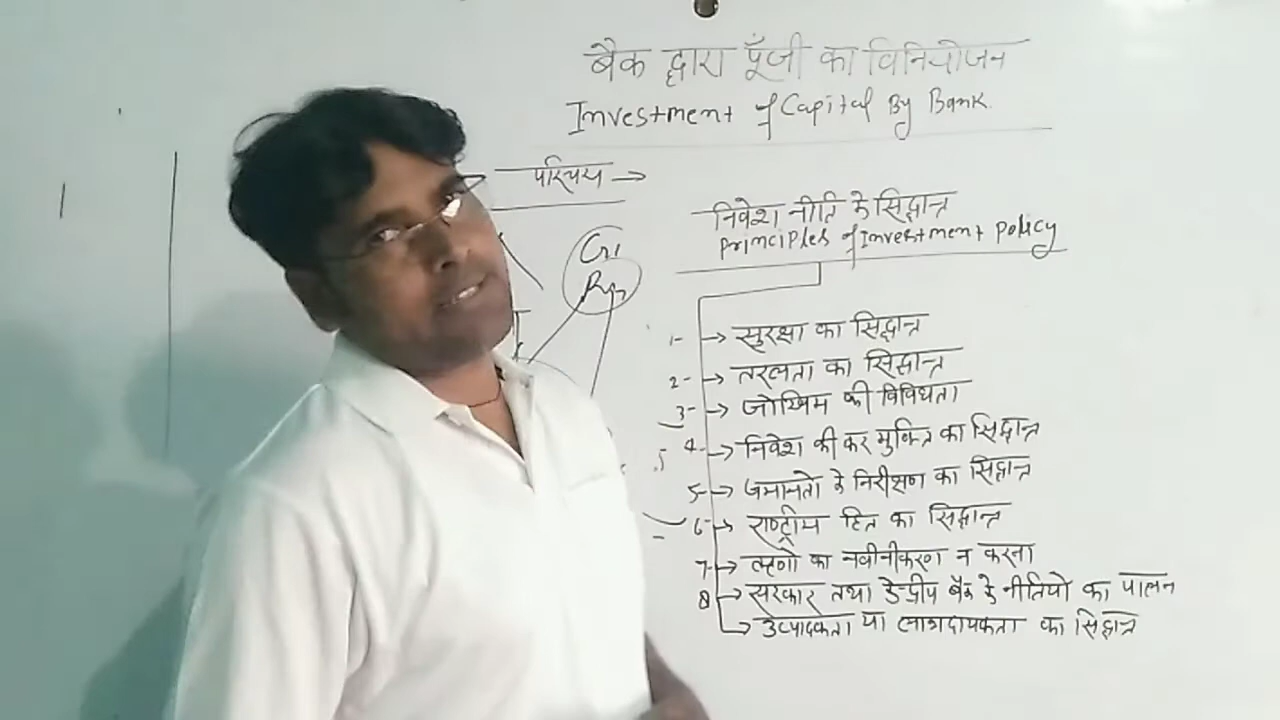 बैक द्वारा पूँजी का विनियोजन
Investment of Capital By Bank.
परिचय →
निवेश नीति के सिद्धान्त
Principles of Investment Policy
1- → सुरक्षा का सिद्धान्त
2- → तरलता का सिद्धान्त
3- → जोखिम की विविधता
4- → निवेश की कर मुक्ति का सिद्धान्त
5- → जमानतो के निरीक्षण का सिद्धान्त
6- → राष्ट्रीय हित का सिद्धान्त
7- → ऋणो का नवीनीकरण न करना
8 → सरकार तथा केन्द्रीय बैंक के नीतियो का पालन
→ उत्पादकता या लाभदायकता का सिद्धान्त